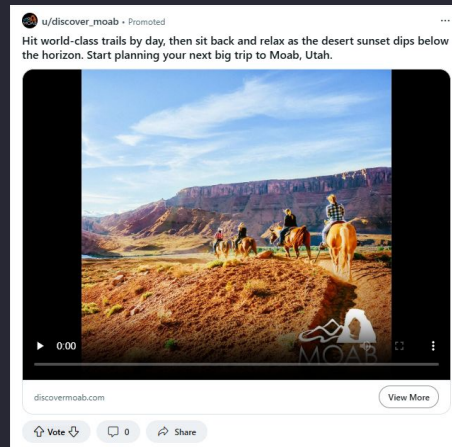 u/discover_moab • Promoted
Hit world-class trails by day, then sit back and relax as the desert sunset dips below
the horizon. Start planning your next big trip to Moab, Utah.
MOAB
0:00
discovermoab.com
View More
Vote
0
Share